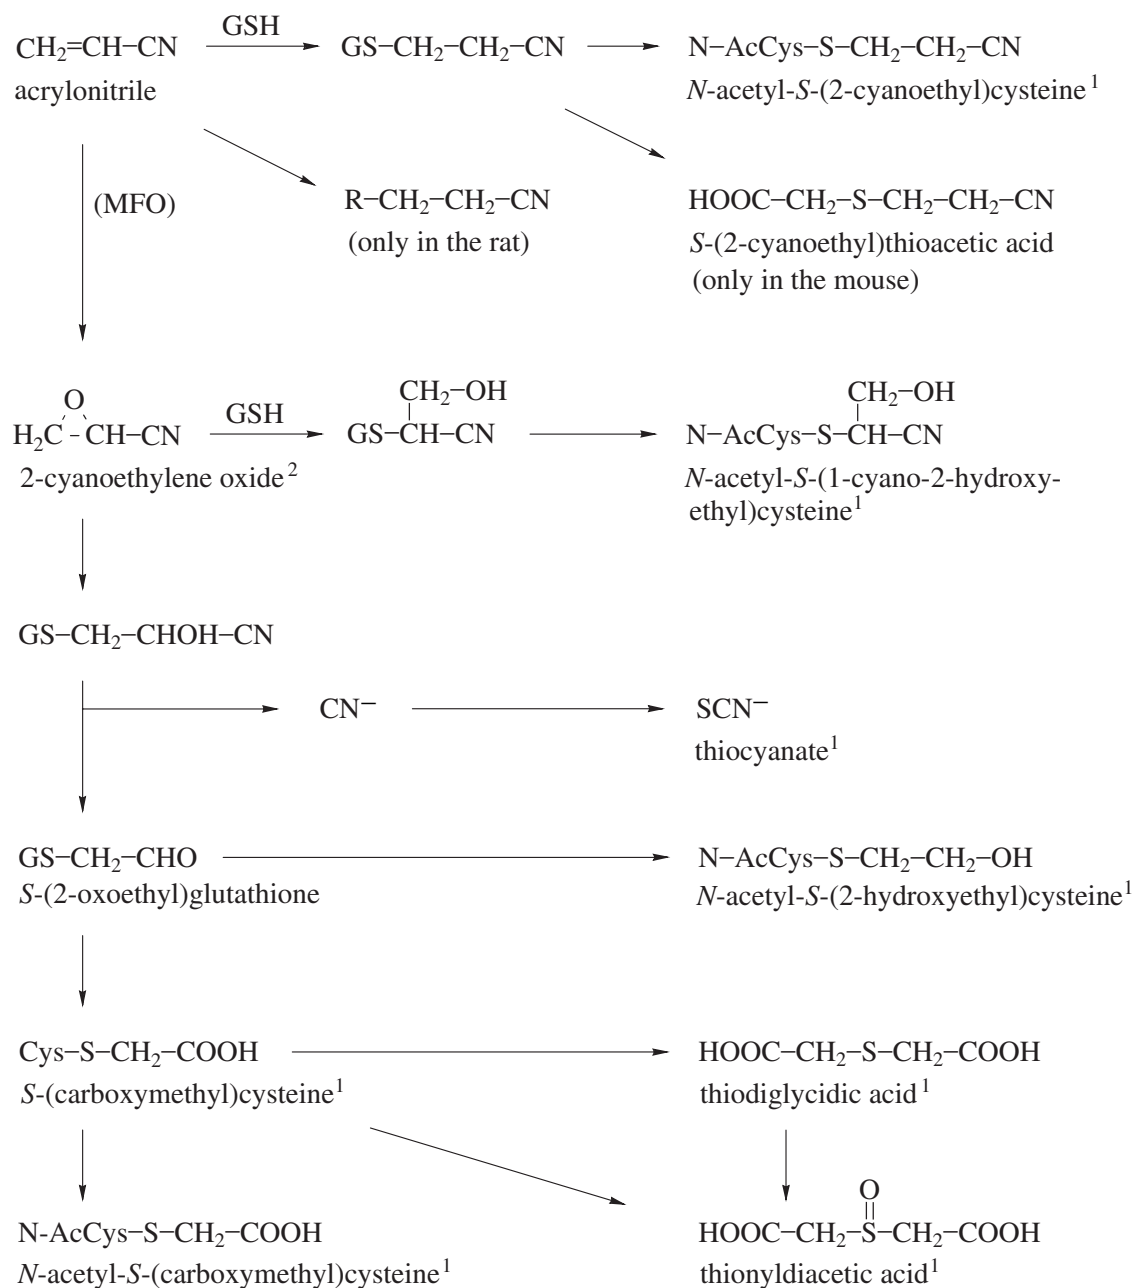 CH₂=CH–CN
GSH
GS–CH₂–CH₂–CN
N–AcCys–S–CH₂–CH₂–CN
acrylonitrile
N-acetyl-S-(2-cyanoethyl)cysteine¹
(MFO)
R–CH₂–CH₂–CN
(only in the rat)
HOOC–CH₂–S–CH₂–CH₂–CN
S-(2-cyanoethyl)thioacetic acid
(only in the mouse)
O
H₂C-CH–CN
2-cyanoethylene oxide²
GSH
CH₂–OH
GS–CH–CN
CH₂–OH
N–AcCys–S–CH–CN
N-acetyl-S-(1-cyano-2-hydroxy-
ethyl)cysteine¹
GS–CH₂–CHOH–CN
CN⁻
SCN⁻
thiocyanate¹
GS–CH₂–CHO
S-(2-oxoethyl)glutathione
N–AcCys–S–CH₂–CH₂–OH
N-acetyl-S-(2-hydroxyethyl)cysteine¹
Cys–S–CH₂–COOH
S-(carboxymethyl)cysteine¹
HOOC–CH₂–S–CH₂–COOH
thiodiglycidic acid¹
N-AcCys–S–CH₂–COOH
N-acetyl-S-(carboxymethyl)cysteine¹
O
HOOC–CH₂–S–CH₂–COOH
thionyldiacetic acid¹